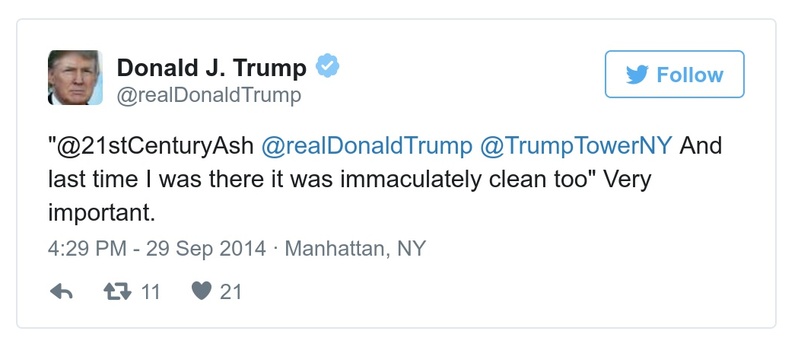 Donald J. Trump
@realDonaldTrump
Follow
"@21stCenturyAsh @realDonaldTrump @TrumpTowerNY And
last time I was there it was immaculately clean too" Very
important.
4:29 PM - 29 Sep 2014 · Manhattan, NY
11 21